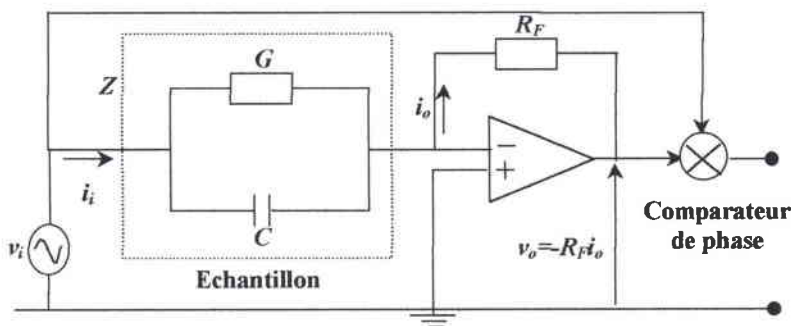 R_F
G
Z
i_o
−
+
i_i
C
Comparateur
de phase
v_i
v_o=-R_Fi_o
Echantillon